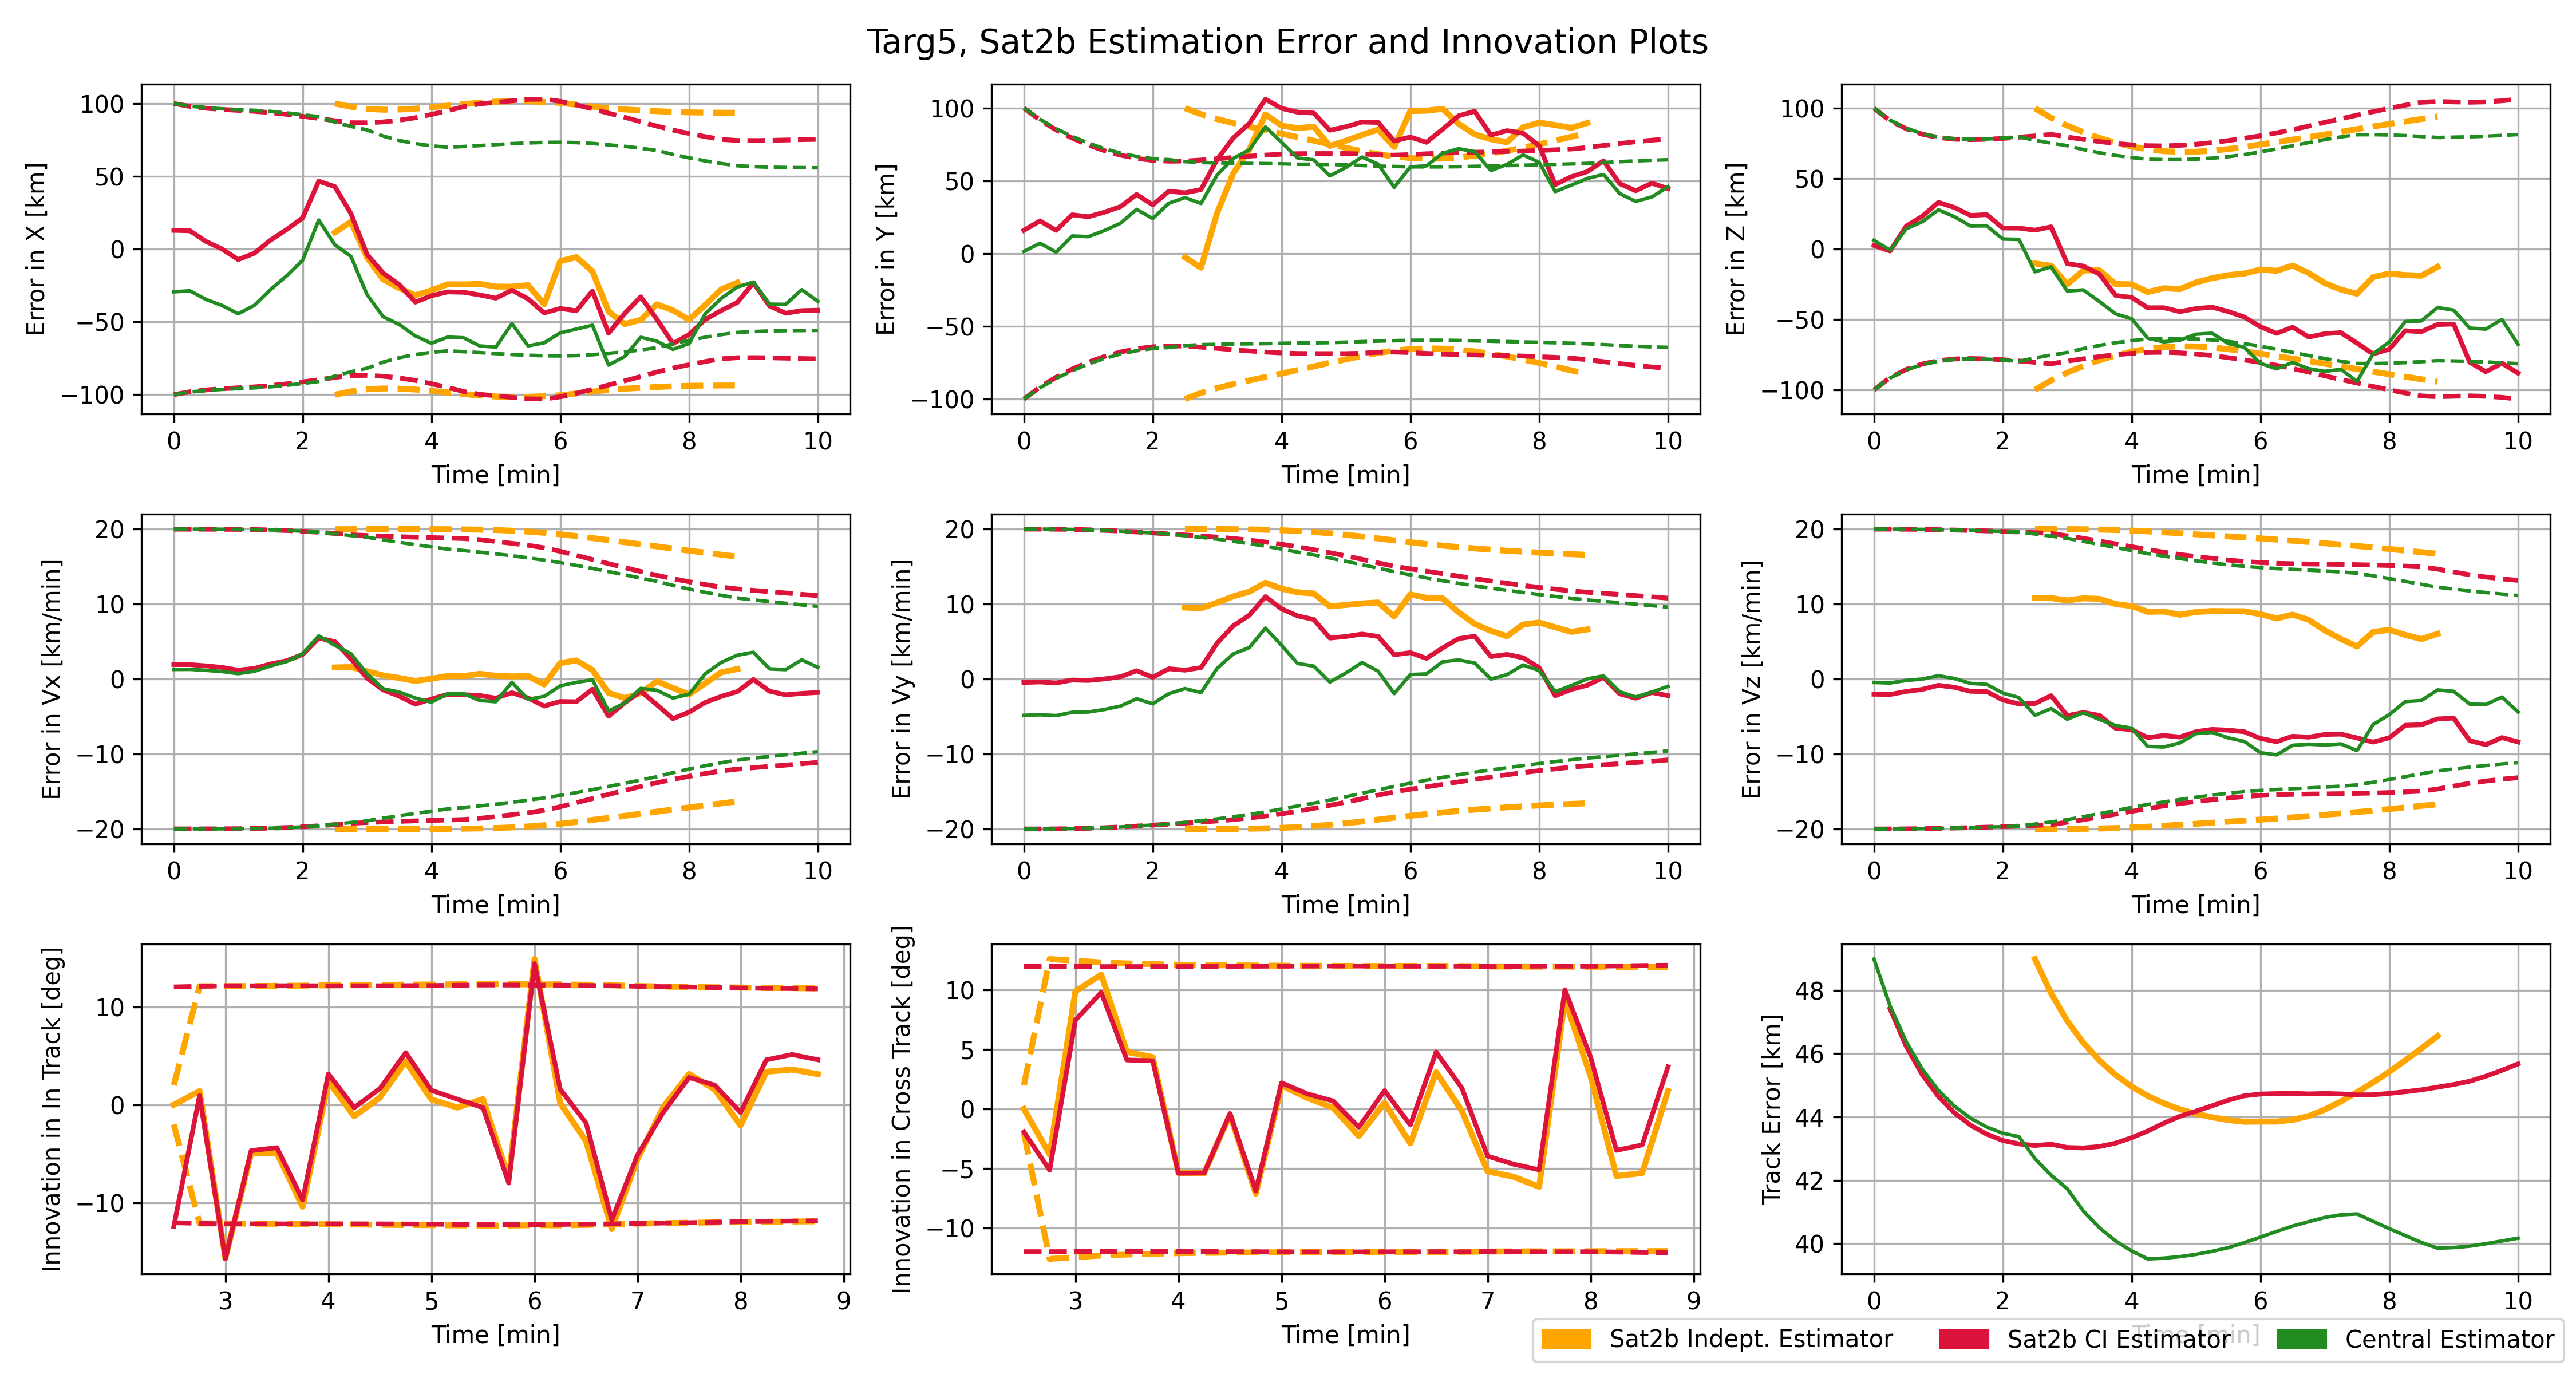 Targ5, Sat2b Estimation Error and Innovation Plots
Error in X [km]
100
50
0
−50
−100
0 2 4 6 8 10
Time [min]
Error in Y [km]
100
50
0
−50
−100
0 2 4 6 8 10
Time [min]
Error in Z [km]
100
50
0
−50
−100
0 2 4 6 8 10
Time [min]
Error in Vx [km/min]
20
10
0
−10
−20
0 2 4 6 8 10
Time [min]
Error in Vy [km/min]
20
10
0
−10
−20
0 2 4 6 8 10
Time [min]
Error in Vz [km/min]
20
10
0
−10
−20
0 2 4 6 8 10
Time [min]
Innovation in In Track [deg]
10
0
−10
3 4 5 6 7 8 9
Time [min]
Innovation in Cross Track [deg]
10
5
0
−5
−10
3 4 5 6 7 8 9
Time [min]
Track Error [km]
48
46
44
42
40
0 2 4 6 8 10
Time [min]
Sat2b Indept. Estimator Sat2b CI Estimator Central Estimator